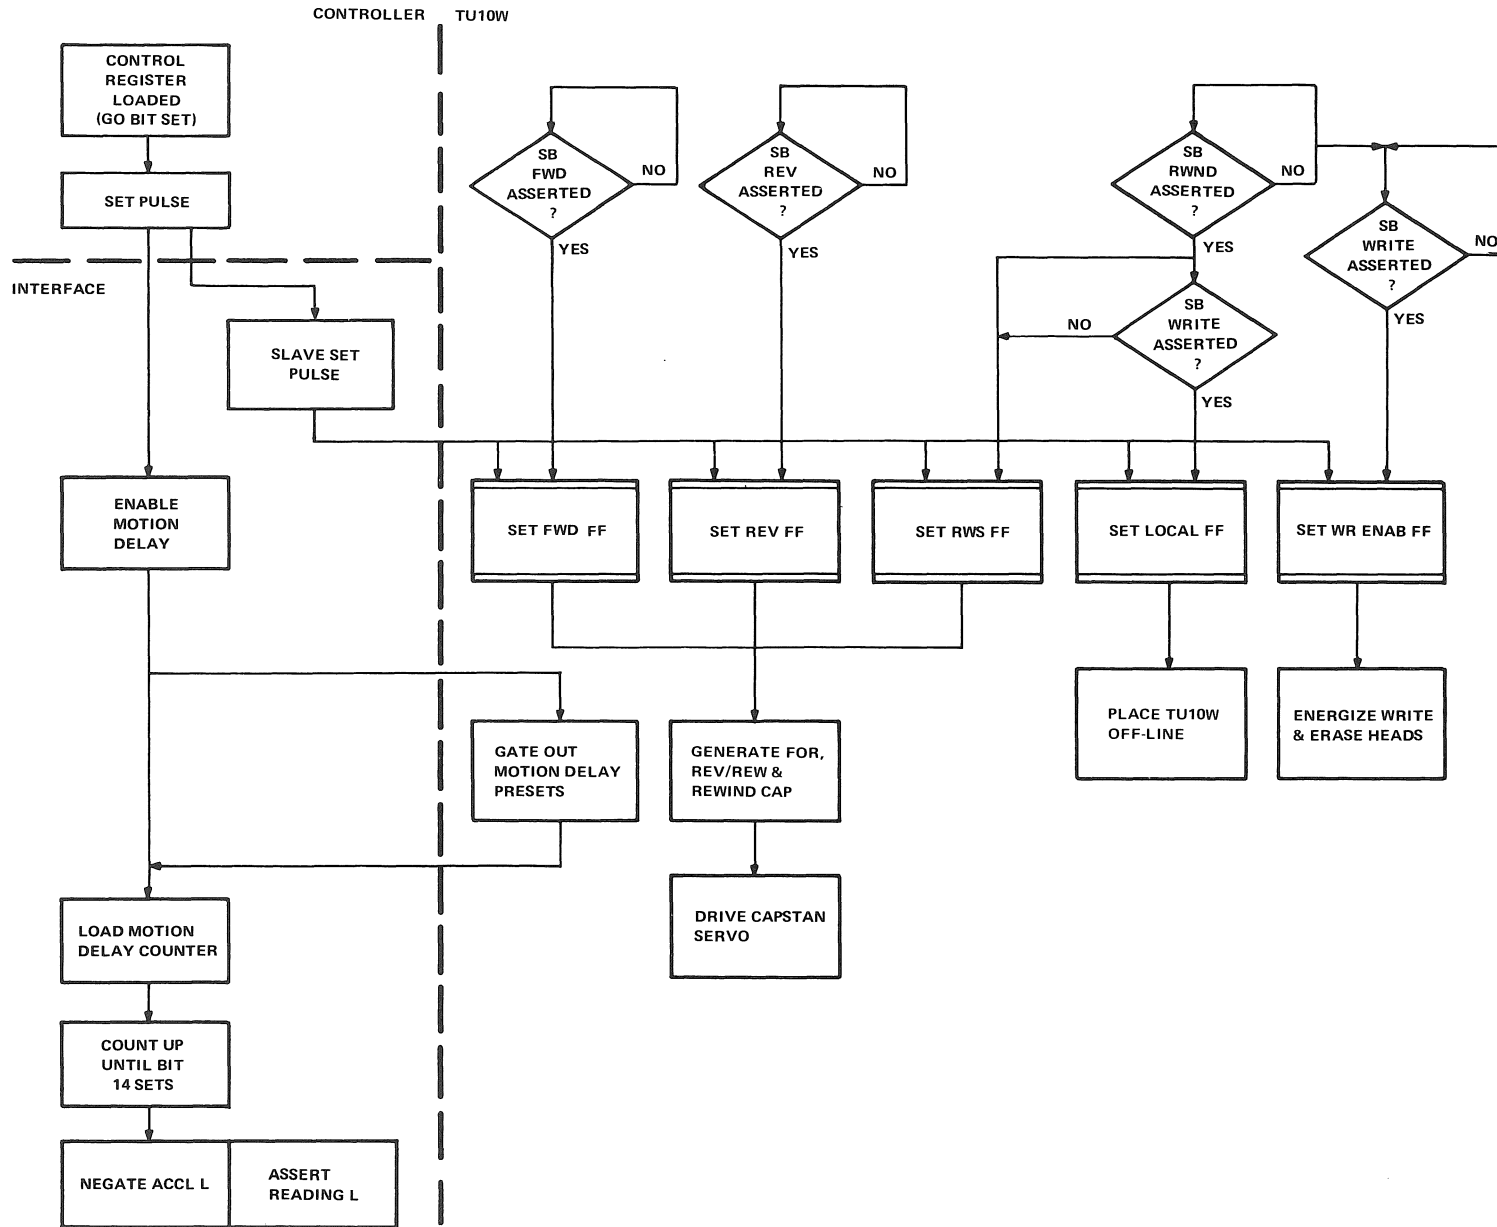 CONTROLLER TU10W
CONTROL
REGISTER
LOADED
(GO BIT SET)
SET PULSE
INTERFACE
SLAVE SET
PULSE
ENABLE
MOTION
DELAY
SB
FWD
ASSERTED
?
NO
YES
SB
REV
ASSERTED
?
NO
YES
SB
RWND
ASSERTED
?
NO
YES
SB
WRITE
ASSERTED
?
NO
YES
SB
WRITE
ASSERTED
?
NO
YES
SET FWD FF
SET REV FF
SET RWS FF
SET LOCAL FF
SET WR ENAB FF
GATE OUT
MOTION DELAY
PRESETS
GENERATE FOR,
REV/REW &
REWIND CAP
PLACE TU10W
OFF-LINE
ENERGIZE WRITE
& ERASE HEADS
DRIVE CAPSTAN
SERVO
LOAD MOTION
DELAY COUNTER
COUNT UP
UNTIL BIT
14 SETS
NEGATE ACCL L
ASSERT
READING L